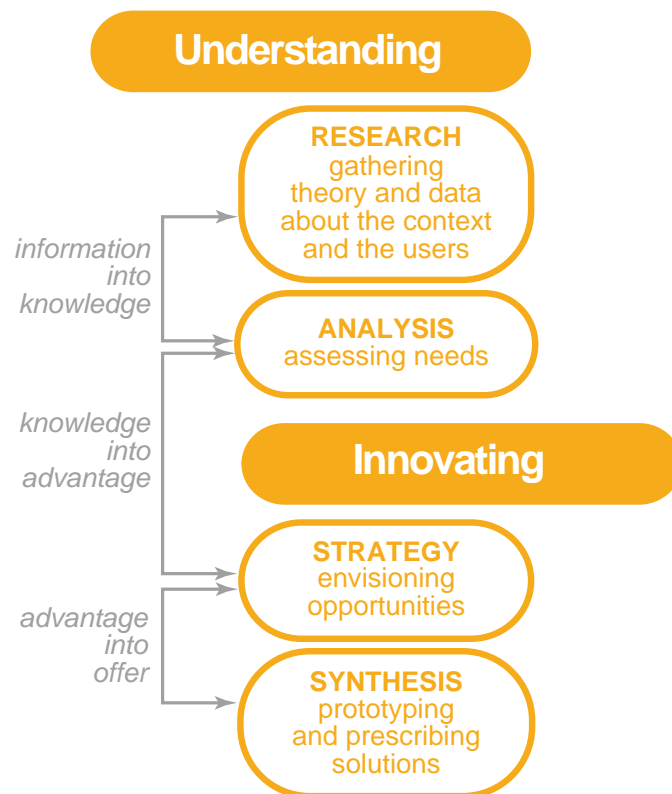 Understanding
RESEARCH
gathering
theory and data
about the context
and the users
information
into
knowledge
ANALYSIS
assessing needs
knowledge
into
advantage
Innovating
STRATEGY
envisioning
opportunities
advantage
into
offer
SYNTHESIS
prototyping
and prescribing
solutions